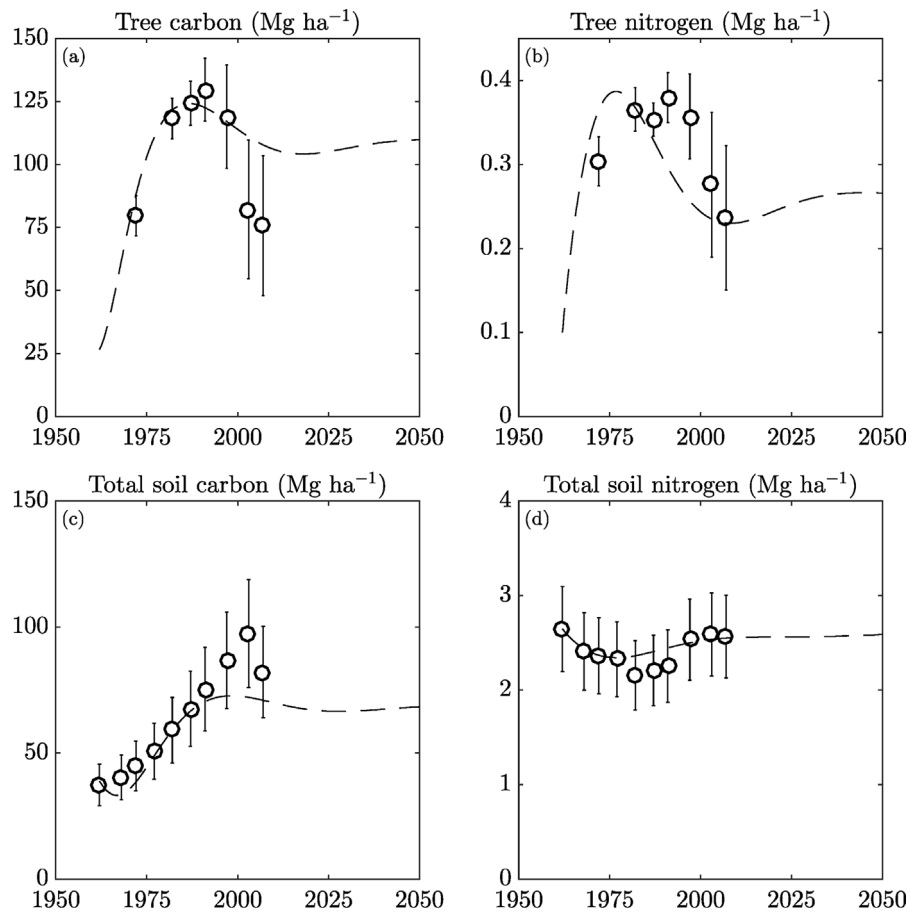 Tree carbon (Mg ha⁻¹)
(a)
150
125
100
75
50
25
0
1950 1975 2000 2025 2050
Tree nitrogen (Mg ha⁻¹)
(b)
0.4
0.3
0.2
0.1
0
1950 1975 2000 2025 2050
Total soil carbon (Mg ha⁻¹)
(c)
150
100
50
0
1950 1975 2000 2025 2050
Total soil nitrogen (Mg ha⁻¹)
(d)
4
3
2
1
0
1950 1975 2000 2025 2050